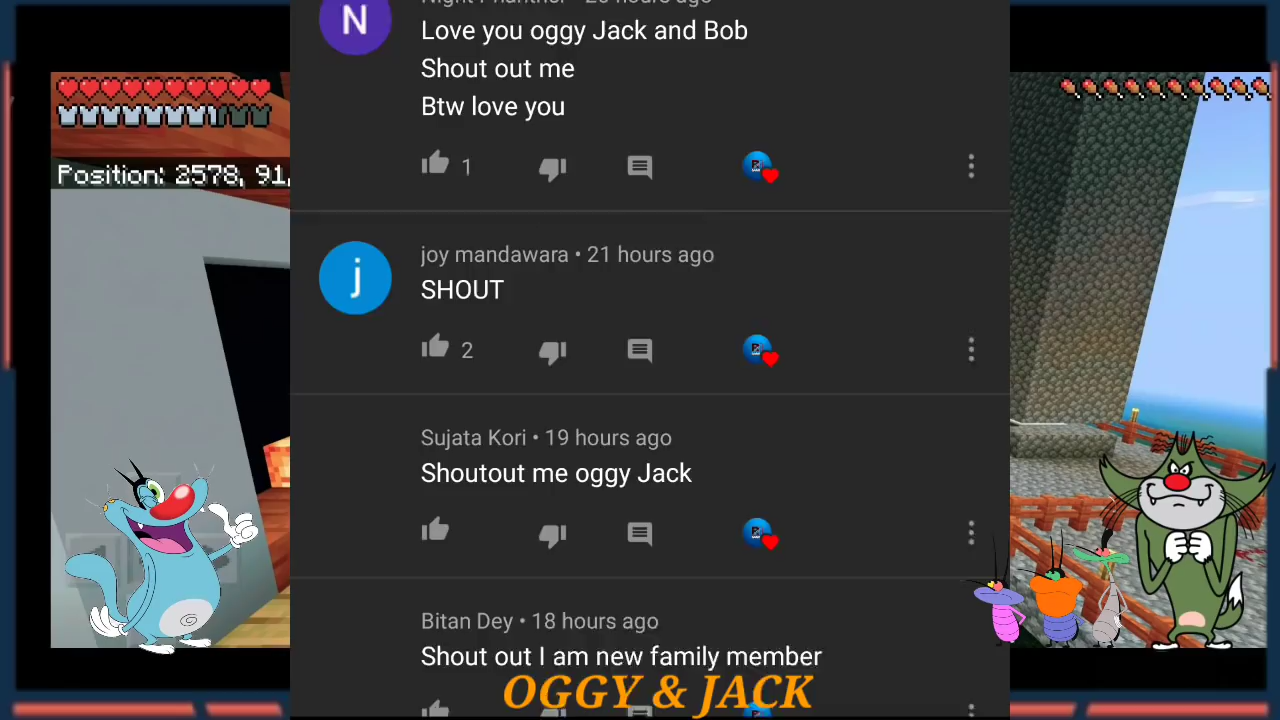 N
Love you oggy Jack and Bob
Shout out me
Btw love you
1
Position: 2578, 91,
j
joy mandawara • 21 hours ago
SHOUT
2
Sujata Kori • 19 hours ago
Shoutout me oggy Jack
Bitan Dey • 18 hours ago
Shout out I am new family member
OGGY & JACK